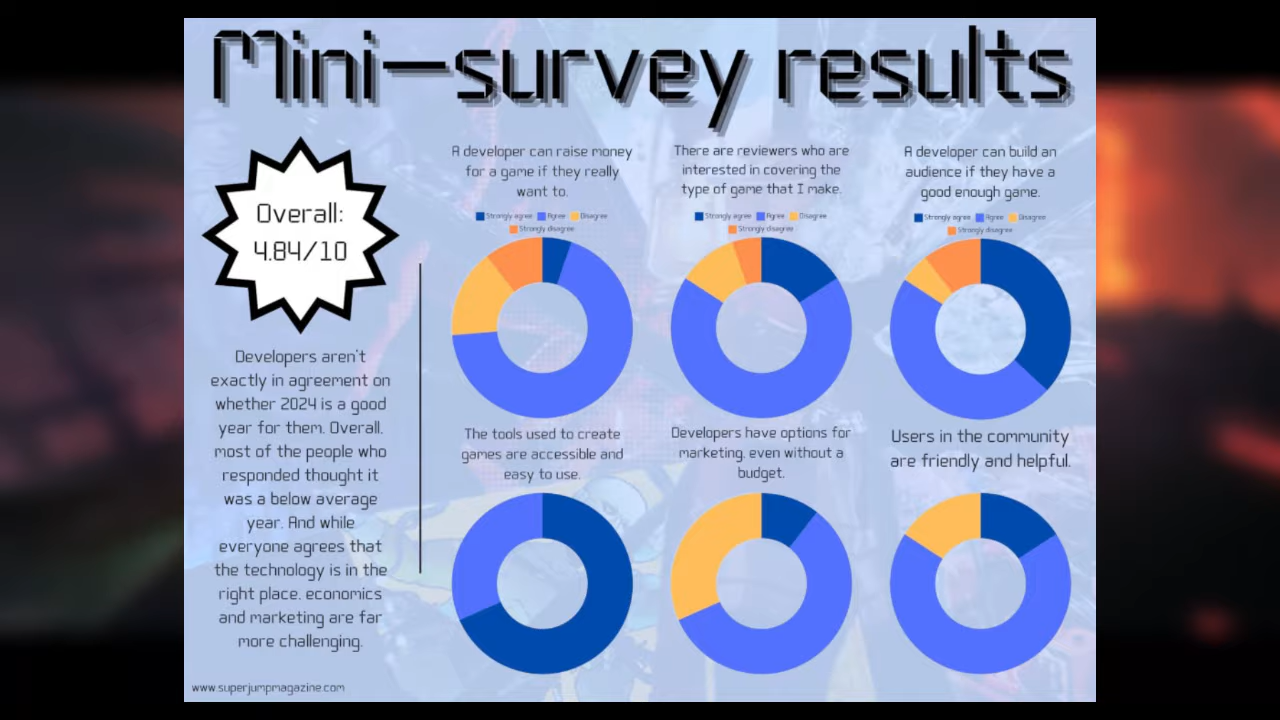 Mini-survey results
Overall:
4.84/10
Developers aren't
exactly in agreement on
whether 2024 is a good
year for them. Overall,
most of the people who
responded thought it
was a below average
year. And while
everyone agrees that
the technology is in the
right place, economics
and marketing are far
more challenging.
www.superjumpmagazine.com
A developer can raise money
for a game if they really
want to.
Strongly agree Agree Disagree
Strongly disagree
There are reviewers who are
interested in covering the
type of game that I make.
Strongly agree Agree Disagree
Strongly disagree
A developer can build an
audience if they have a
good enough game.
Strongly agree Agree Disagree
Strongly disagree
The tools used to create
games are accessible and
easy to use.
Developers have options for
marketing, even without a
budget.
Users in the community
are friendly and helpful.